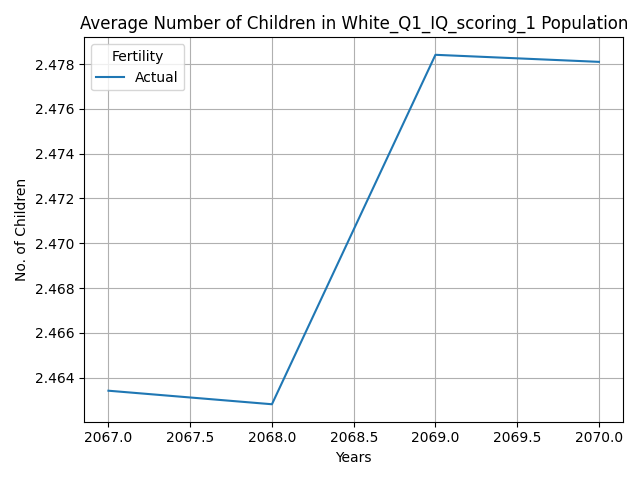 Average Number of Children in White_Q1_IQ_scoring_1 Population
Fertility
Actual
No. of Children
2.478
2.476
2.474
2.472
2.470
2.468
2.466
2.464
2067.0 2067.5 2068.0 2068.5 2069.0 2069.5 2070.0
Years